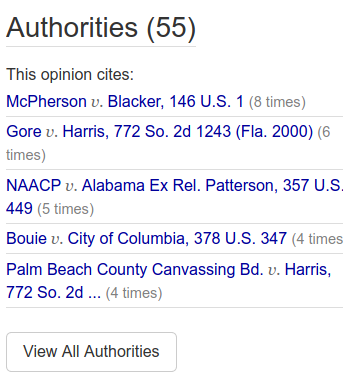 Authorities (55)
This opinion cites:
McPherson v. Blacker, 146 U.S. 1 (8 times)
Gore v. Harris, 772 So. 2d 1243 (Fla. 2000) (6
times)
NAACP v. Alabama Ex Rel. Patterson, 357 U.S.
449 (5 times)
Bouie v. City of Columbia, 378 U.S. 347 (4 times
Palm Beach County Canvassing Bd. v. Harris,
772 So. 2d ... (4 times)
View All Authorities